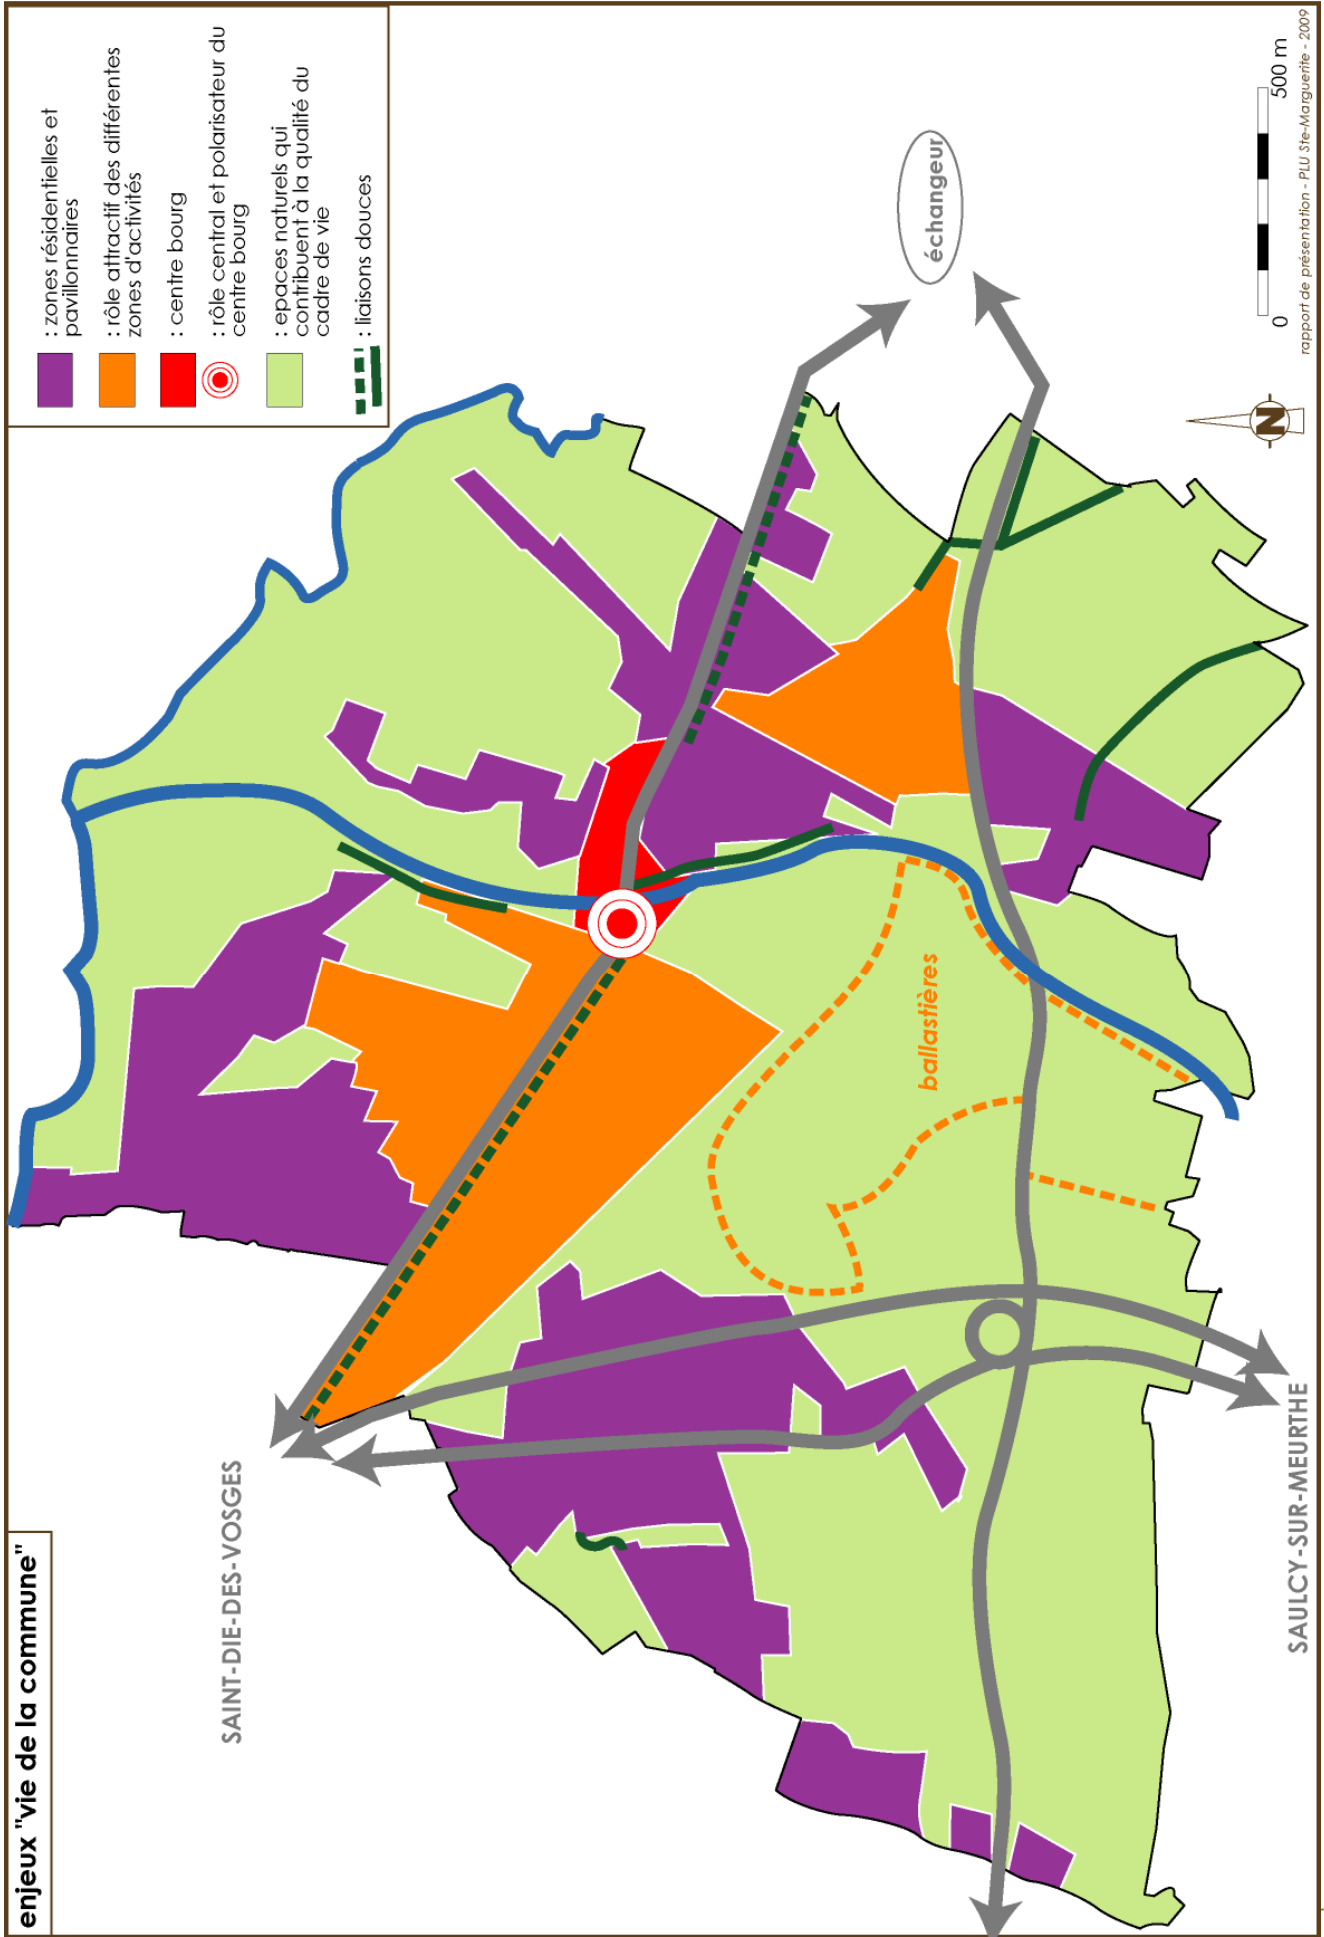 enjeux "vie de la commune"
: zones résidentielles et
pavillonnaires
: rôle attractif des différentes
zones d'activités
: centre bourg
: rôle central et polarisateur du
centre bourg
: epaces naturels qui
contribuent à la qualité du
cadre de vie
: liaisons douces
SAINT-DIE-DES-VOSGES
ballastières
échangeur
SAULCY-SUR-MEURTHE
N
0
500 m
rapport de présentation - PLU Ste-Marguerite - 2009